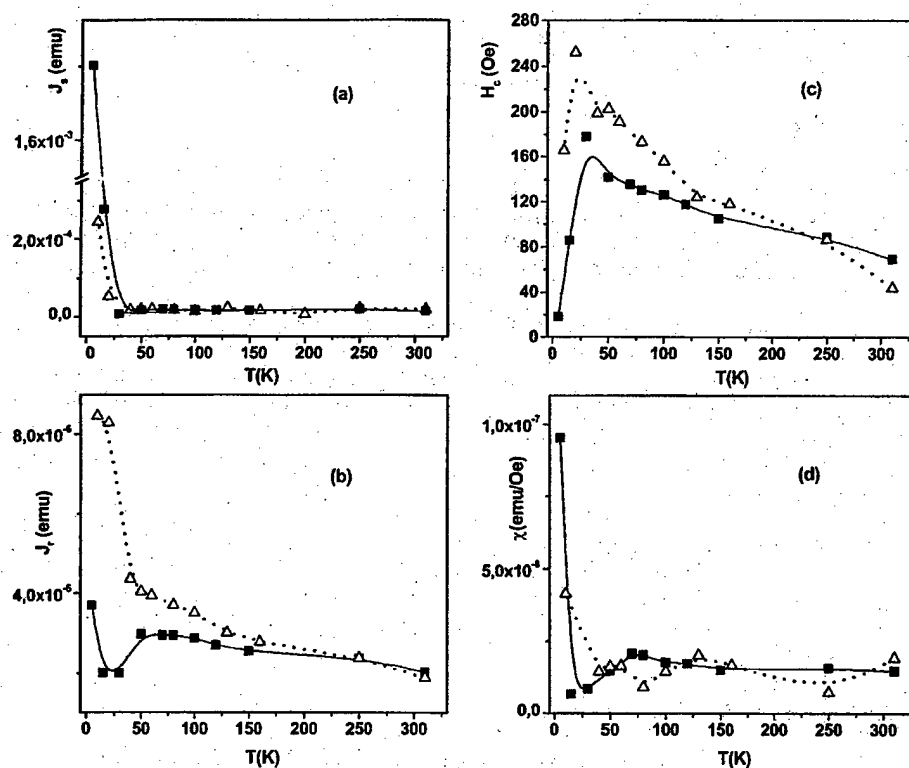 J_s (emu)
(a)
1,6x10⁻³
2,0x10⁻⁴
0,0
0 50 100 150 200 250 300
T(K)
H_c (Oe)
(c)
280
240
200
160
120
80
40
0
0 50 100 150 200 250 300
T(K)
J_r (emu)
(b)
8,0x10⁻⁶
4,0x10⁻⁶
0 50 100 150 200 250 300
T(K)
χ(emu/Oe)
(d)
1,0x10⁻⁷
5,0x10⁻⁸
0,0
0 50 100 150 200 250 300
T(K)